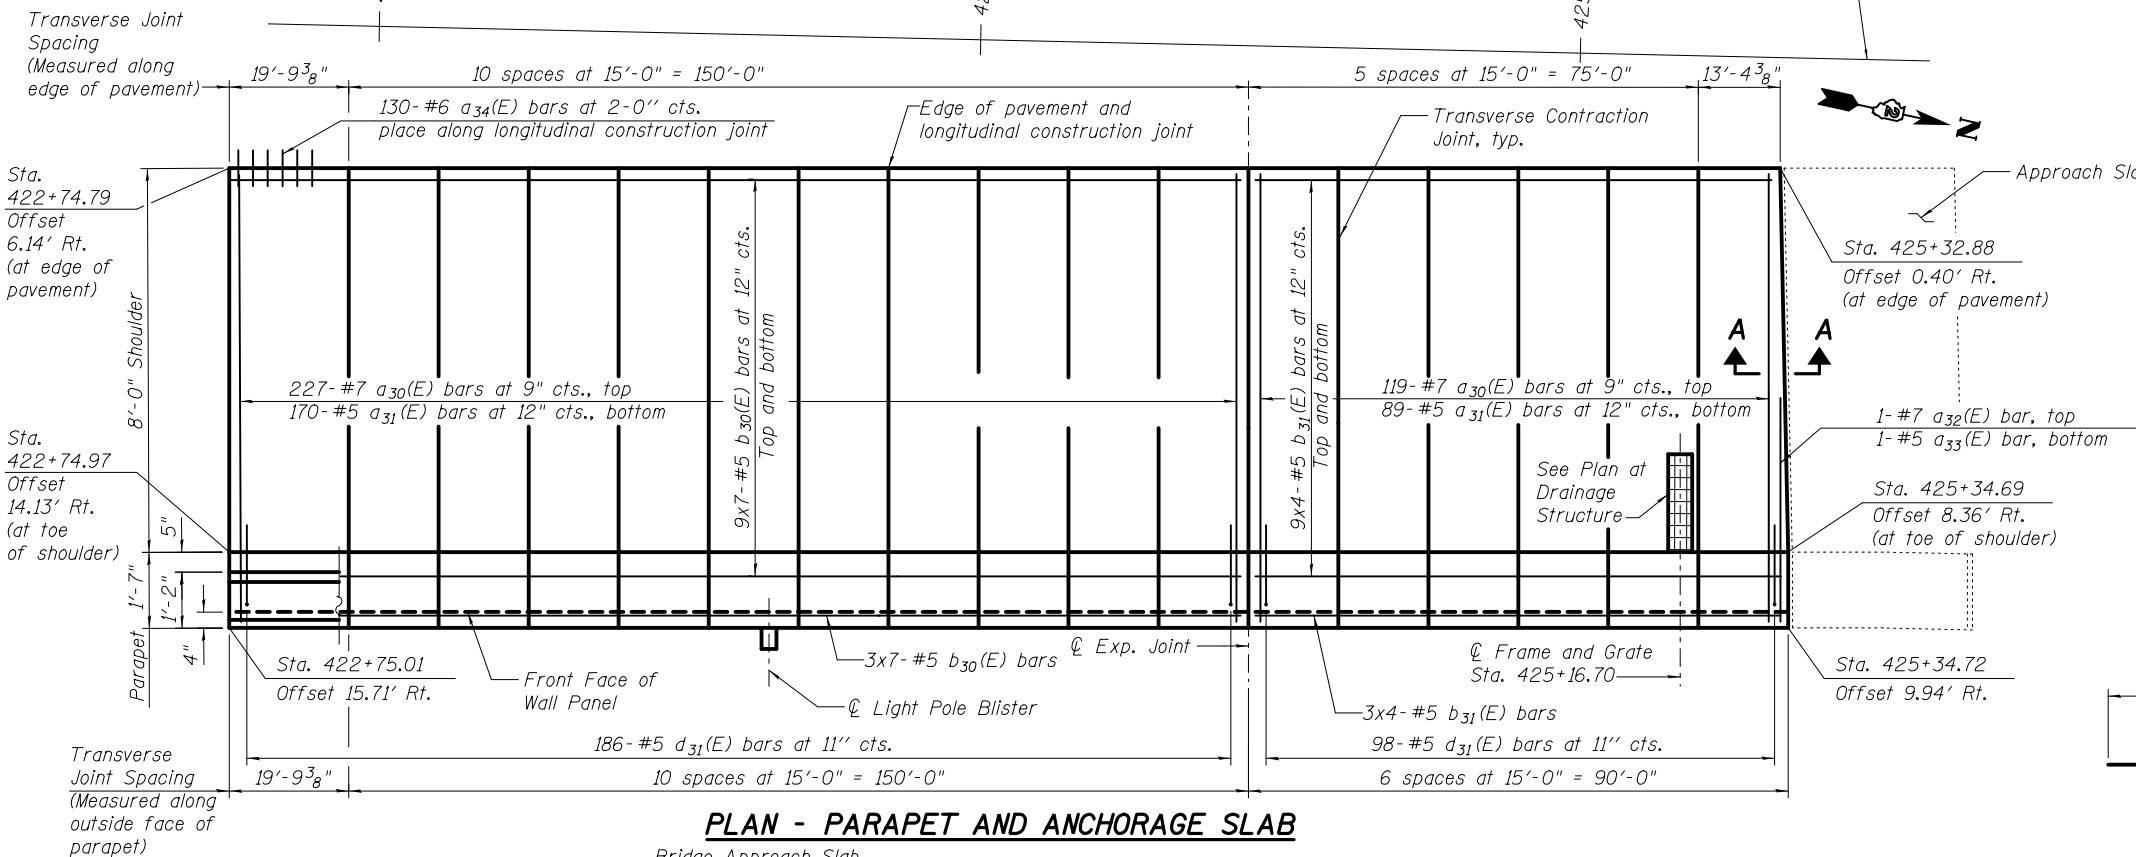 Transverse Joint
Spacing
(Measured along
edge of pavement)
19'-9 3/8"
10 spaces at 15'-0" = 150'-0"
5 spaces at 15'-0" = 75'-0"
13'-4 3/8"
130-#6 a34(E) bars at 2-0'' cts.
place along longitudinal construction joint
Edge of pavement and
longitudinal construction joint
Transverse Contraction
Joint, typ.
N
Sta.
422+74.79
Offset
6.14' Rt.
(at edge of
pavement)
8'-0" Shoulder
Approach
Sta. 425+32.88
Offset 0.40' Rt.
(at edge of pavement)
A
A
9x7-#5 b30(E) bars at 12" cts.
Top and bottom
9x4-#5 b31(E) bars at 12" cts.
Top and bottom
227-#7 a30(E) bars at 9" cts., top
170-#5 a31(E) bars at 12" cts., bottom
119-#7 a30(E) bars at 9" cts., top
89-#5 a31(E) bars at 12" cts., bottom
1-#7 a32(E) bar, top
1-#5 a33(E) bar, bottom
Sta.
422+74.97
Offset
14.13' Rt.
(at toe
of shoulder)
See Plan at
Drainage
Structure
Sta. 425+34.69
Offset 8.36' Rt.
(at toe of shoulder)
5"
1'-7"
1'-2"
4"
Parapet
Sta. 422+75.01
Offset 15.71' Rt.
Front Face of
Wall Panel
3x7-#5 b30(E) bars
℄ Exp. Joint
℄ Light Pole Blister
℄ Frame and Grate
Sta. 425+16.70
Sta. 425+34.72
Offset 9.94' Rt.
3x4-#5 b31(E) bars
186-#5 d31(E) bars at 11'' cts.
98-#5 d31(E) bars at 11'' cts.
Transverse
Joint Spacing
(Measured along
outside face of
parapet)
19'-9 3/8"
10 spaces at 15'-0" = 150'-0"
6 spaces at 15'-0" = 90'-0"
PLAN - PARAPET AND ANCHORAGE SLAB
Bridge Approach Slab